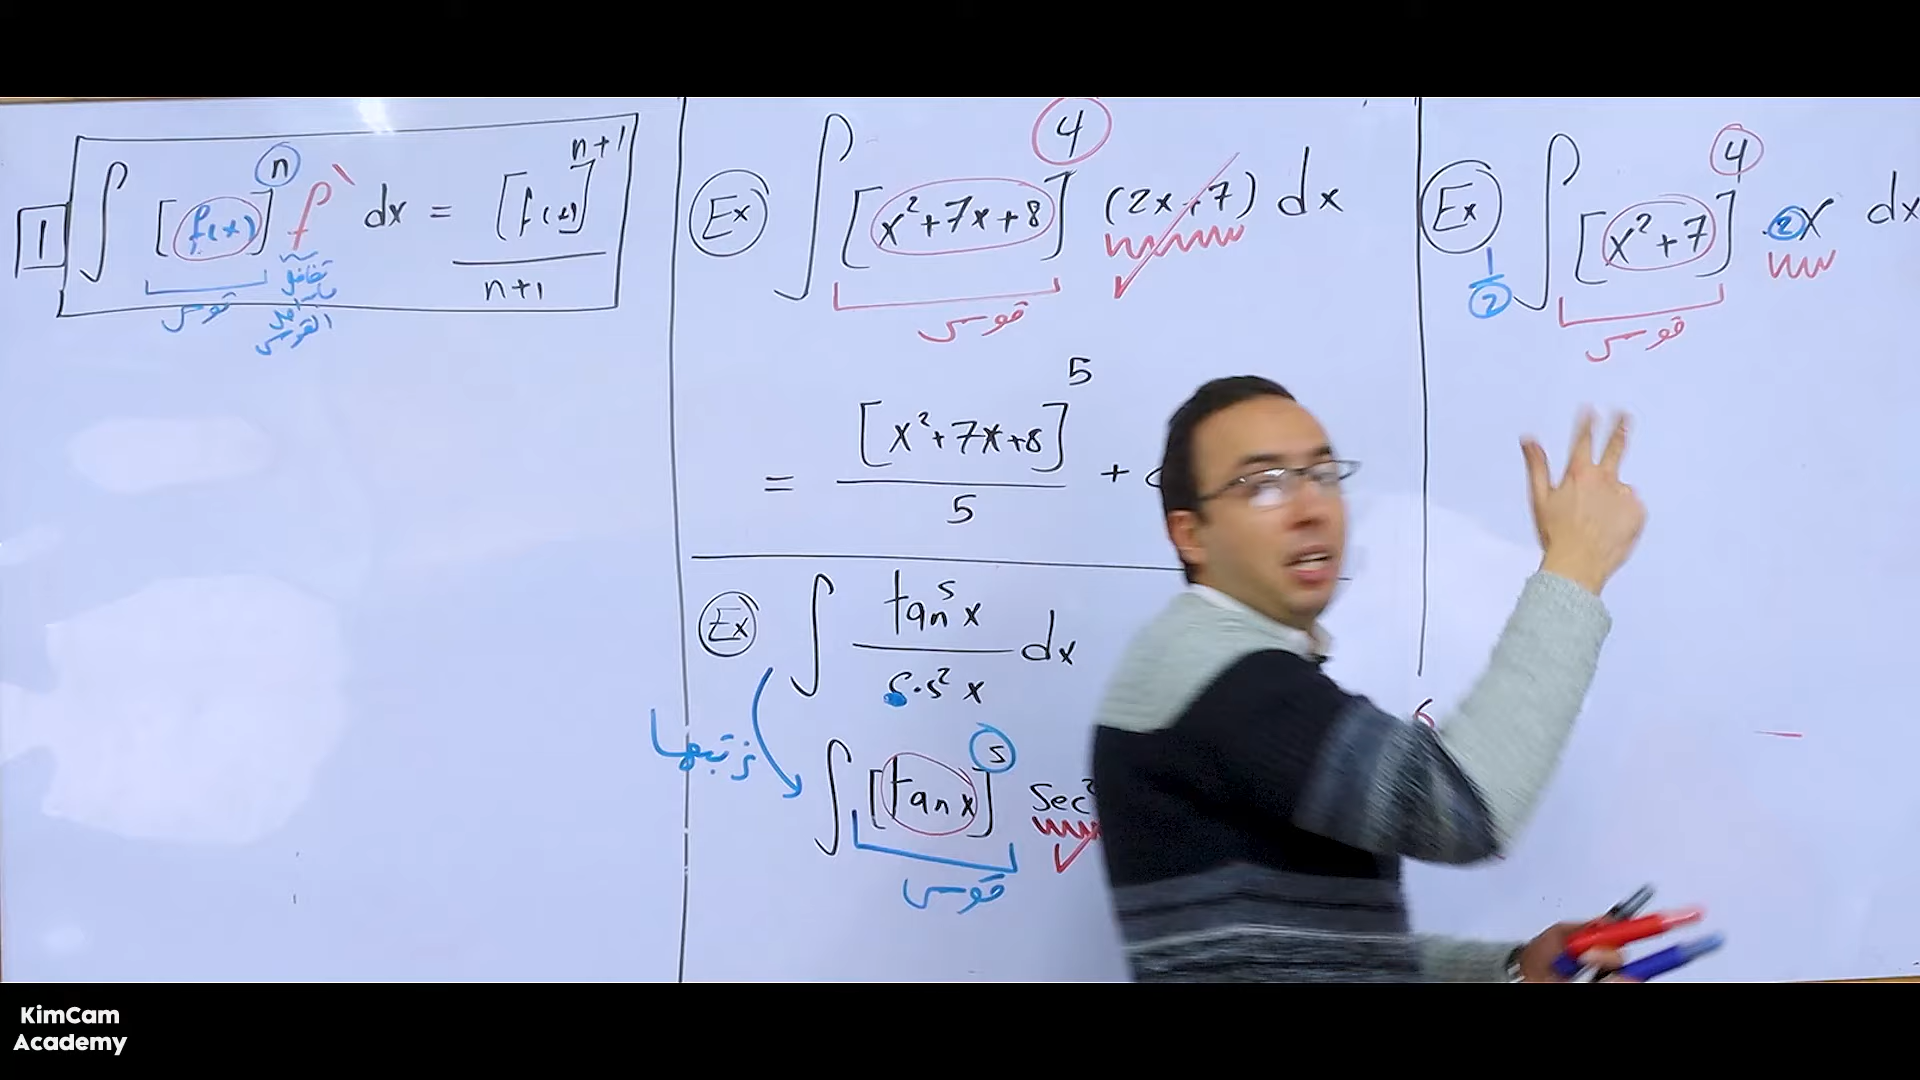 1 ∫ [f(x)]ⁿ f` dx = [f(x)]ⁿ⁺¹ / n+1
قوس
تفاضل
القوس
Ex ∫ [x²+7x+8]⁴ (2x+7) dx
قوس
= [x²+7x+8]⁵ / 5 +
Ex ∫ tan⁵x / cos²x dx
نرتبها
∫ [tan x]⁵ sec²
قوس
Ex 1/2 ∫ [x²+7]⁴ 2x dx
قوس
KimCam
Academy